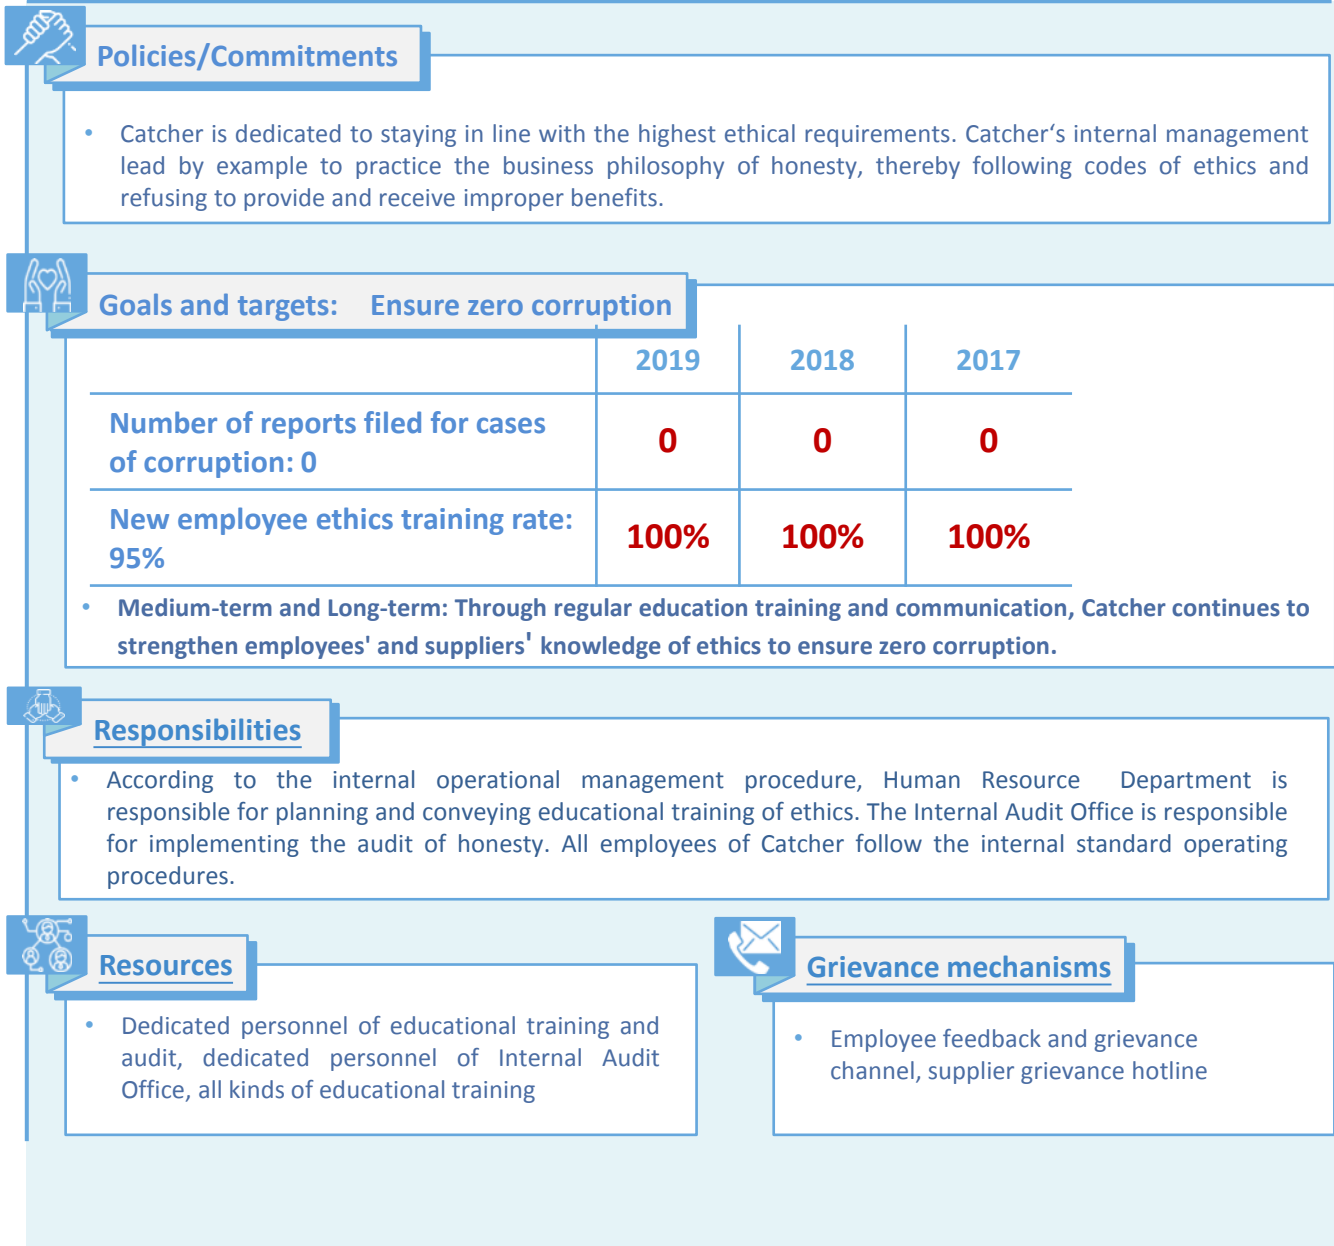 Policies/Commitments
• Catcher is dedicated to staying in line with the highest ethical requirements. Catcher‘s internal management
lead by example to practice the business philosophy of honesty, thereby following codes of ethics and
refusing to provide and receive improper benefits.
Goals and targets: Ensure zero corruption
2019 2018 2017
Number of reports filed for cases
of corruption: 0
0 0 0
New employee ethics training rate:
95%
100% 100% 100%
• Medium-term and Long-term: Through regular education training and communication, Catcher continues to
strengthen employees' and suppliers' knowledge of ethics to ensure zero corruption.
Responsibilities
• According to the internal operational management procedure, Human Resource Department is
responsible for planning and conveying educational training of ethics. The Internal Audit Office is responsible
for implementing the audit of honesty. All employees of Catcher follow the internal standard operating
procedures.
Resources
• Dedicated personnel of educational training and
audit, dedicated personnel of Internal Audit
Office, all kinds of educational training
Grievance mechanisms
• Employee feedback and grievance
channel, supplier grievance hotline